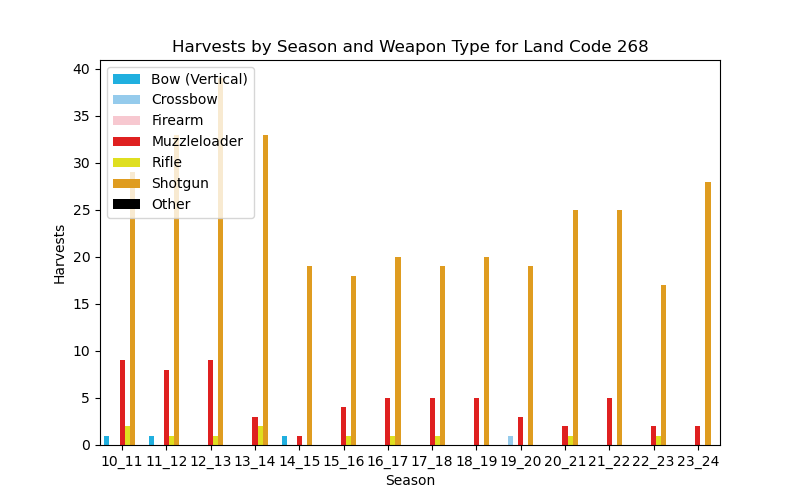 Harvests by Season and Weapon Type for Land Code 268
40
35
30
25
20
15
10
5
0
Harvests
Bow (Vertical)
Crossbow
Firearm
Muzzleloader
Rifle
Shotgun
Other
10_11 11_12 12_13 13_14 14_15 15_16 16_17 17_18 18_19 19_20 20_21 21_22 22_23 23_24
Season